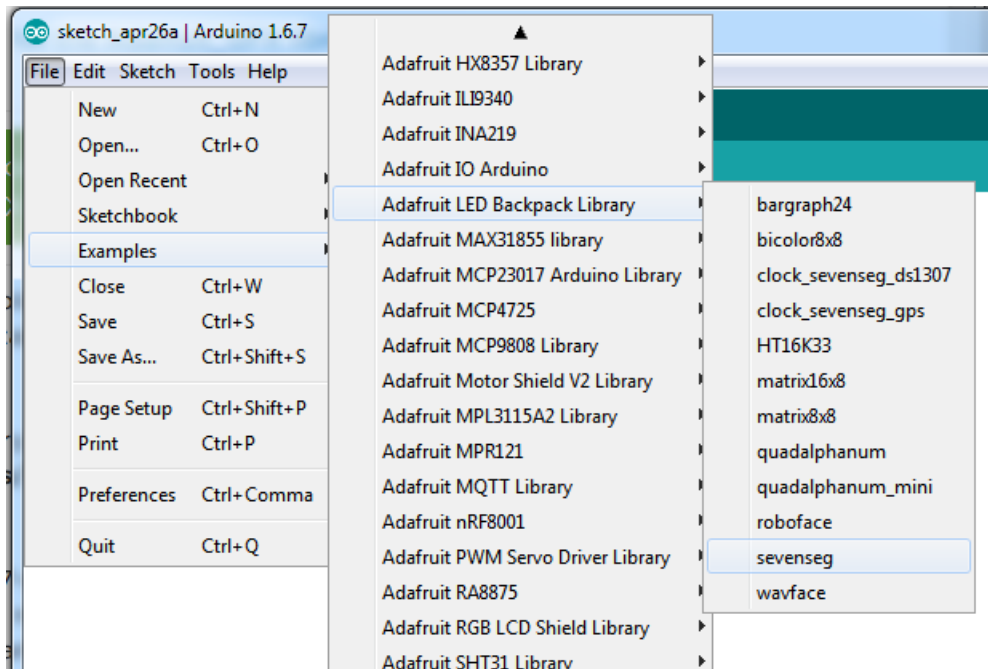 sketch_apr26a | Arduino 1.6.7
File Edit Sketch Tools Help
New Ctrl+N
Open... Ctrl+O
Open Recent
Sketchbook
Examples
Close Ctrl+W
Save Ctrl+S
Save As... Ctrl+Shift+S
Page Setup Ctrl+Shift+P
Print Ctrl+P
Preferences Ctrl+Comma
Quit Ctrl+Q
Adafruit HX8357 Library
Adafruit ILI9340
Adafruit INA219
Adafruit IO Arduino
Adafruit LED Backpack Library
Adafruit MAX31855 library
Adafruit MCP23017 Arduino Library
Adafruit MCP4725
Adafruit MCP9808 Library
Adafruit Motor Shield V2 Library
Adafruit MPL3115A2 Library
Adafruit MPR121
Adafruit MQTT Library
Adafruit nRF8001
Adafruit PWM Servo Driver Library
Adafruit RA8875
Adafruit RGB LCD Shield Library
Adafruit SHT31 Library
bargraph24
bicolor8x8
clock_sevenseg_ds1307
clock_sevenseg_gps
HT16K33
matrix16x8
matrix8x8
quadalphanum
quadalphanum_mini
roboface
sevenseg
wavface